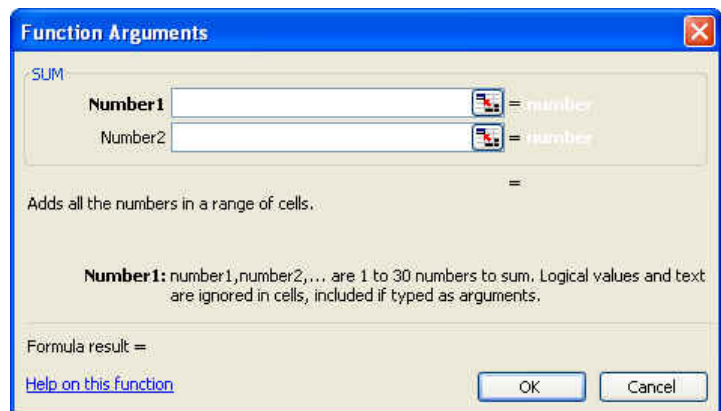 Function Arguments
SUM
Number1 = number
Number2 = number
=
Adds all the numbers in a range of cells.
Number1: number1,number2,... are 1 to 30 numbers to sum. Logical values and text
are ignored in cells, included if typed as arguments.
Formula result =
Help on this function OK Cancel